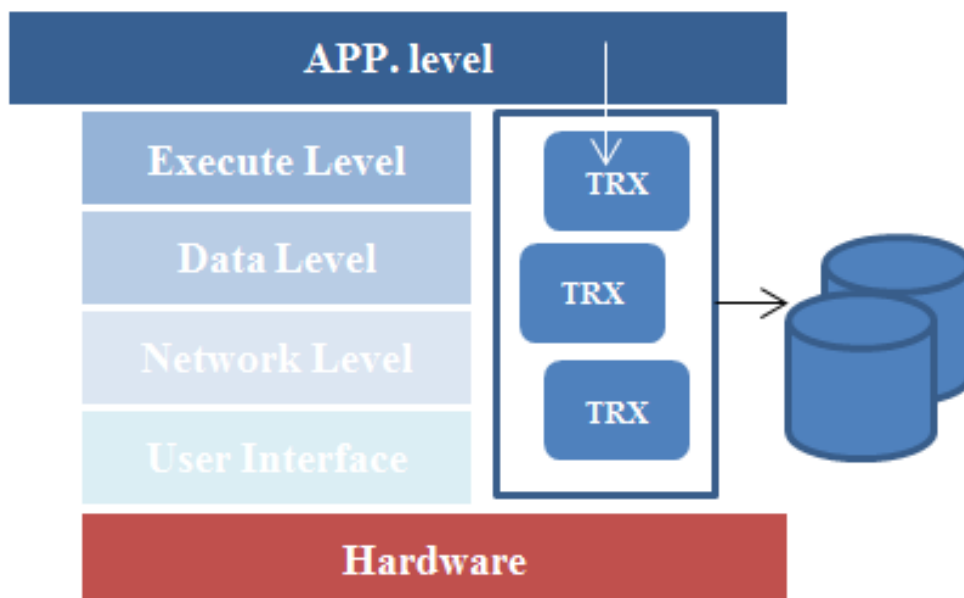 APP. level
Execute Level
TRX
Data Level
TRX
Network Level
TRX
User Interface
Hardware